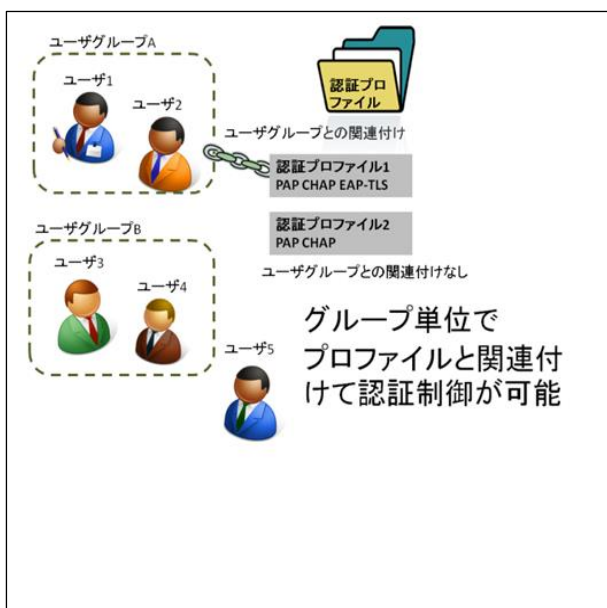 ユーザグループA
ユーザ1
ユーザ2
認証プロ
ファイル
ユーザグループとの関連付け
認証プロファイル1
PAP CHAP EAP-TLS
認証プロファイル2
PAP CHAP
ユーザグループとの関連付けなし
ユーザグループB
ユーザ3
ユーザ4
ユーザ5
グループ単位で
プロファイルと関連付
けて認証制御が可能